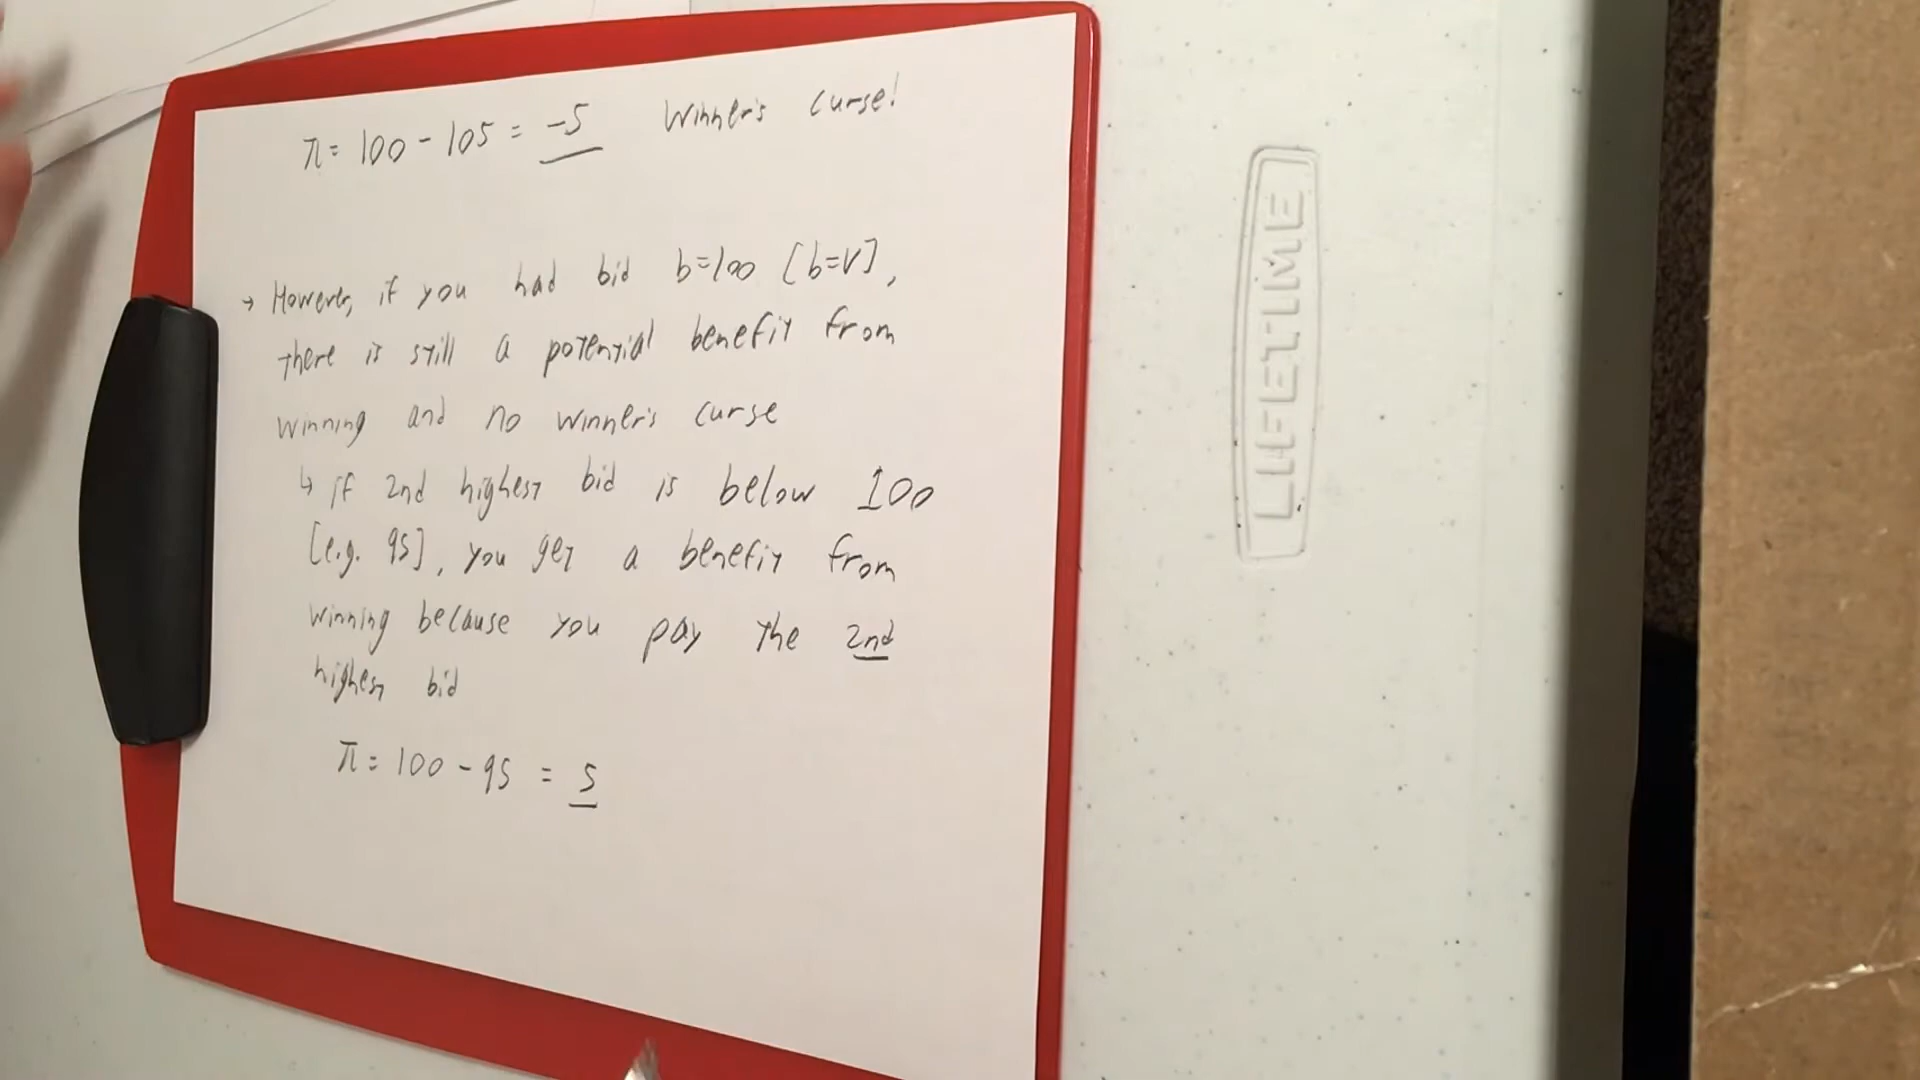 π = 100 - 105 = -5 Winner's curse!
→ However, if you had bid b=100 [b=V],
there is still a potential benefit from
winning and no winner's curse
↳ if 2nd highest bid is below 100
[e.g. 95], you get a benefit from
winning because you pay the 2nd
highest bid
π = 100 - 95 = 5
LIFETIME